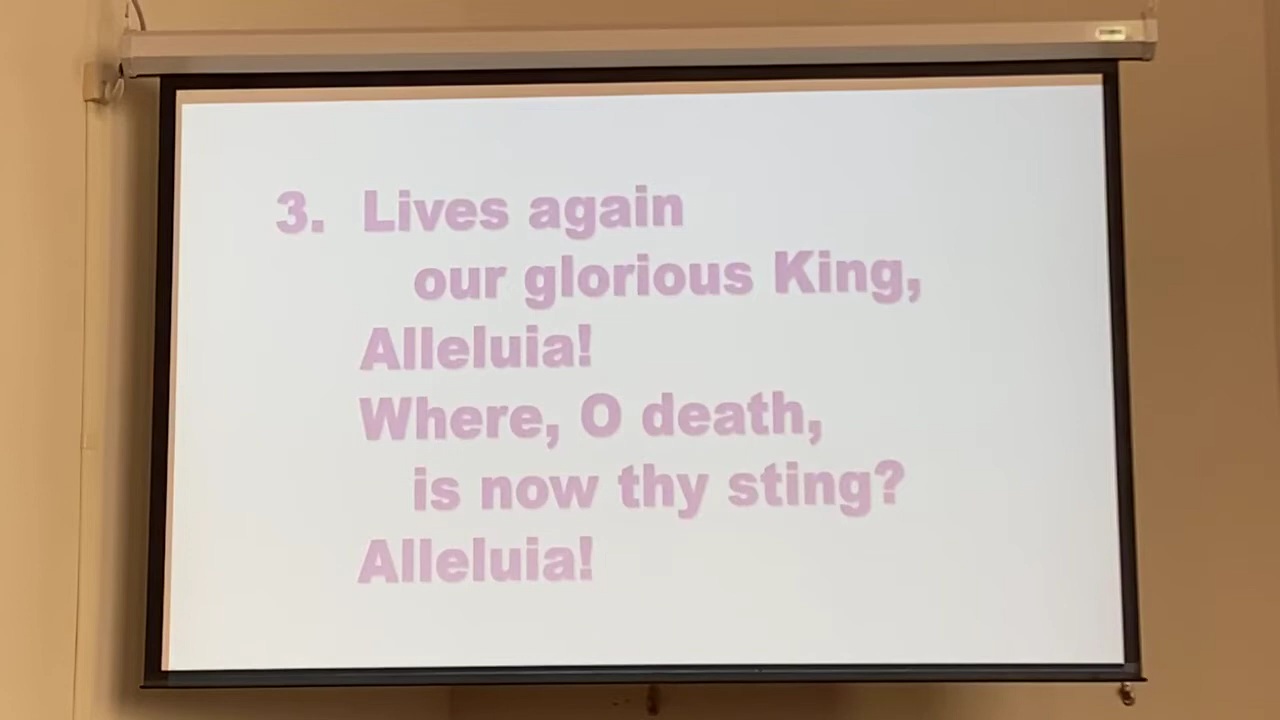 3. Lives again
our glorious King,
Alleluia!
Where, O death,
is now thy sting?
Alleluia!